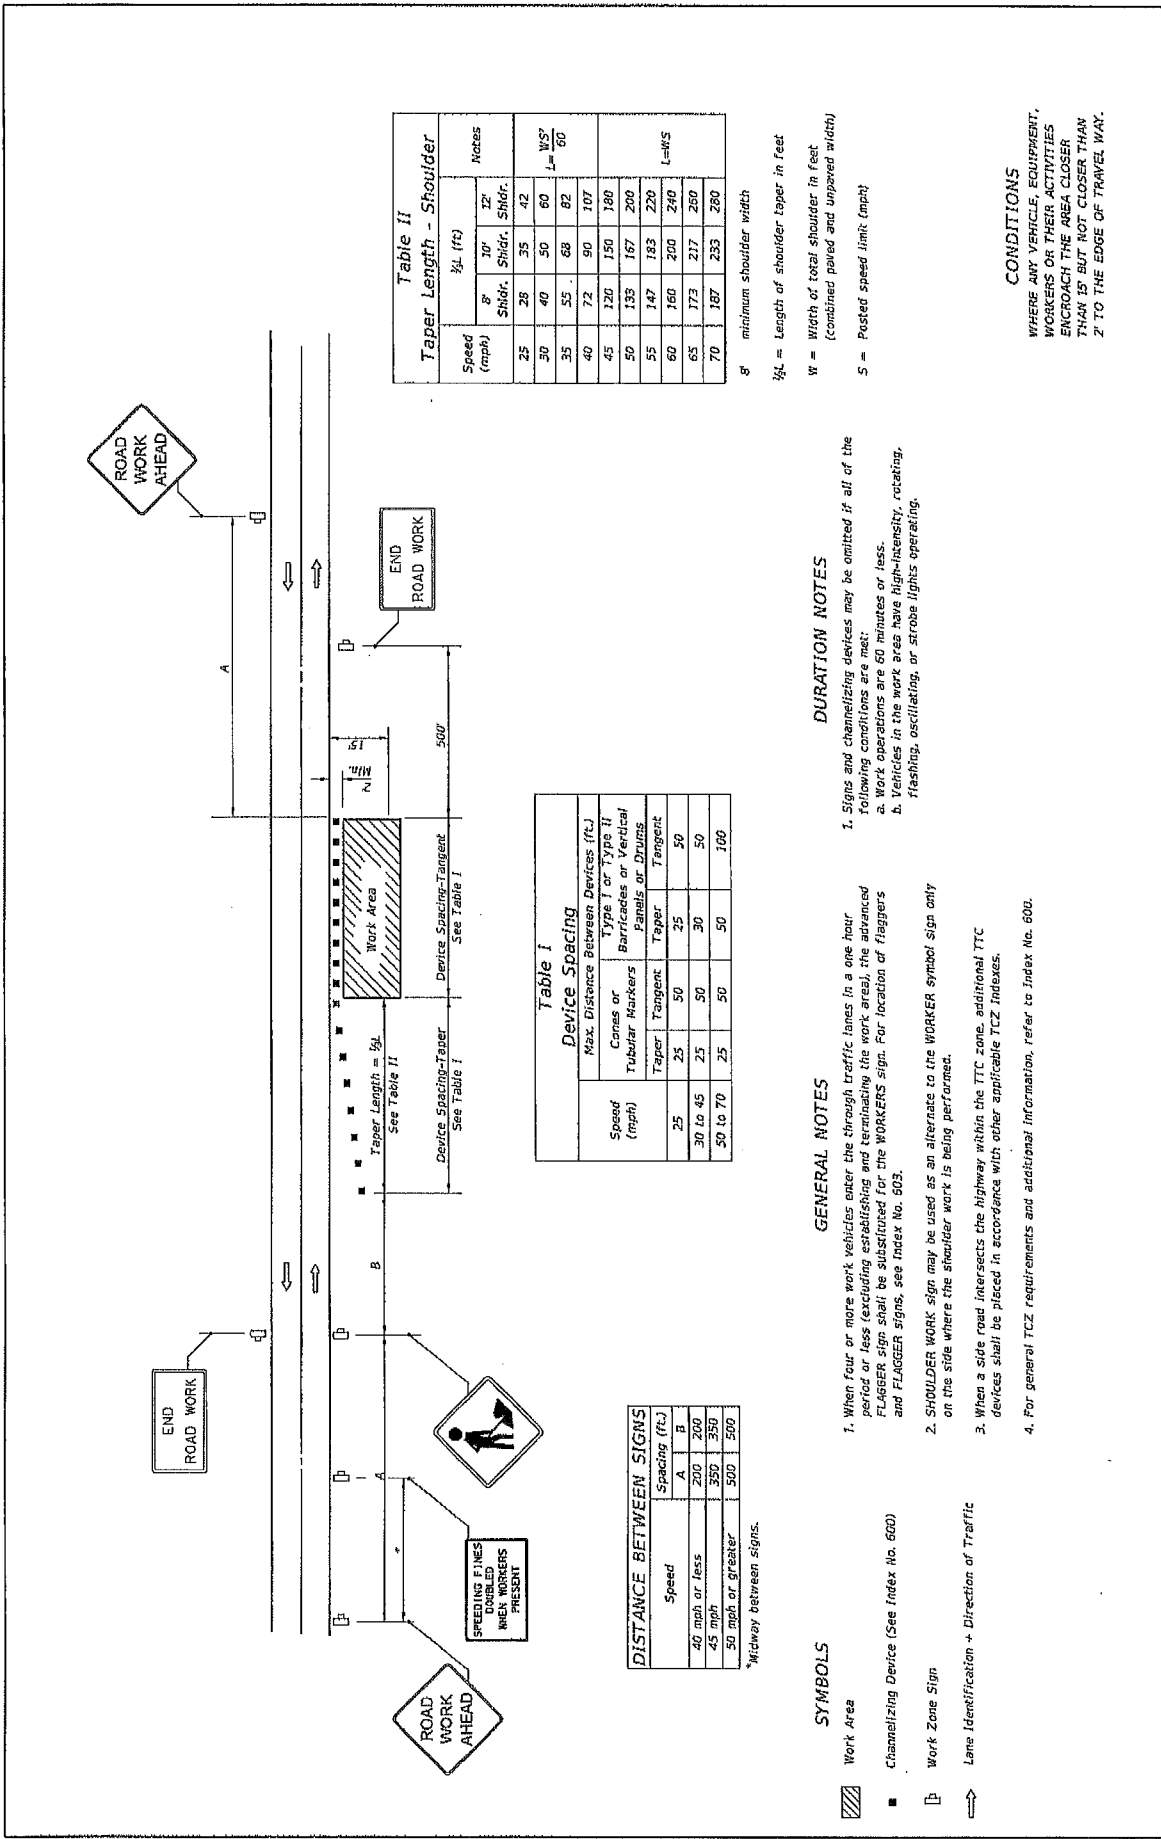 ROAD
WORK
AHEAD
SPEEDING FINES
DOUBLED
WHEN WORKERS
PRESENT
END
ROAD WORK
*
A
B
Taper Length = ⅓L
See Table II
Device Spacing-Taper
See Table I
Work Area
Device Spacing-Tangent
See Table I
2'
Min.
15'
500'
A
END
ROAD WORK
ROAD
WORK
AHEAD
DISTANCE BETWEEN SIGNS
Speed Spacing (ft.)
A B
40 mph or less 200 200
45 mph 350 350
50 mph or greater 500 500
*Midway between signs.
Table I
Device Spacing
Speed (mph) Max. Distance Between Devices (ft.)
Cones or Tubular Markers Type I or Type II Barricades or Vertical Panels or Drums
Taper Tangent Taper Tangent
25 25 50 25 50
30 to 45 25 50 30 50
50 to 70 25 50 50 100
Table II
Taper Length - Shoulder
Speed (mph) ⅓L (ft) Notes
8' Shldr. 10' Shldr. 12' Shldr.
25 28 35 42
30 40 50 60
35 55 68 82
40 72 90 107
L= WS²/60
45 120 150 180
50 133 167 200
55 147 183 220
60 160 200 240
65 173 217 260
70 187 233 280
L=WS
8' minimum shoulder width
⅓L = Length of shoulder taper in feet
W = Width of total shoulder in feet
(combined paved and unpaved width)
S = Posted speed limit (mph)
SYMBOLS
Work Area
Channelizing Device (See Index No. 600)
Work Zone Sign
Lane Identification + Direction of Traffic
GENERAL NOTES
1. When four or more work vehicles enter the through traffic lanes in a one hour
period or less (excluding establishing and terminating the work area), the advanced
FLAGGER sign shall be substituted for the WORKERS sign. For location of flaggers
and FLAGGER signs, see Index No. 603.
2. SHOULDER WORK sign may be used as an alternate to the WORKER symbol sign only
on the side where the shoulder work is being performed.
3. When a side road intersects the highway within the TTC zone, additional TTC
devices shall be placed in accordance with other applicable TCZ Indexes.
4. For general TCZ requirements and additional information, refer to Index No. 600.
DURATION NOTES
1. Signs and channelizing devices may be omitted if all of the
following conditions are met:
a. Work operations are 60 minutes or less.
b. Vehicles in the work area have high-intensity, rotating,
flashing, oscillating, or strobe lights operating.
CONDITIONS
WHERE ANY VEHICLE, EQUIPMENT,
WORKERS OR THEIR ACTIVITIES
ENCROACH THE AREA CLOSER
THAN 15' BUT NOT CLOSER THAN
2' TO THE EDGE OF TRAVEL WAY.